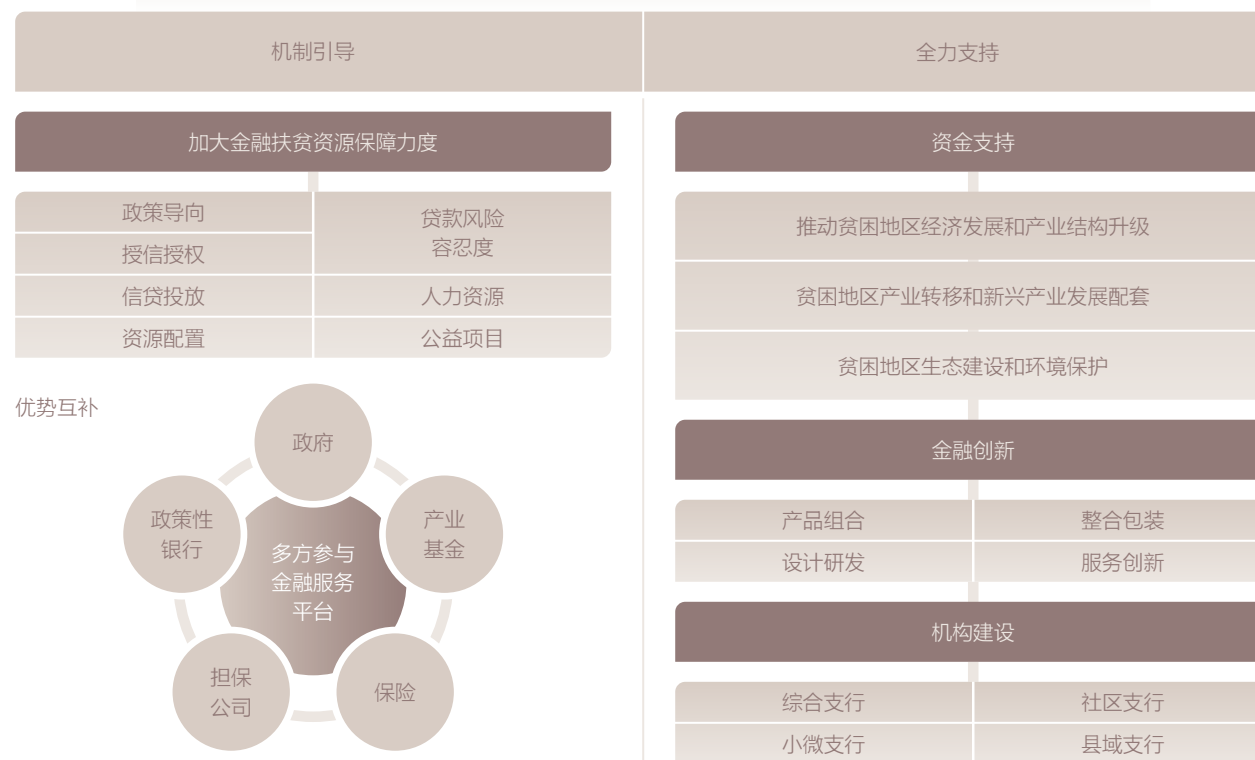 机制引导
全力支持
加大金融扶贫资源保障力度
政策导向
授信授权
信贷投放
资源配置
贷款风险
容忍度
人力资源
公益项目
优势互补
政府
政策性
银行
产业
基金
多方参与
金融服务
平台
担保
公司
保险
资金支持
推动贫困地区经济发展和产业结构升级
贫困地区产业转移和新兴产业发展配套
贫困地区生态建设和环境保护
金融创新
产品组合
整合包装
设计研发
服务创新
机构建设
综合支行
社区支行
小微支行
县域支行